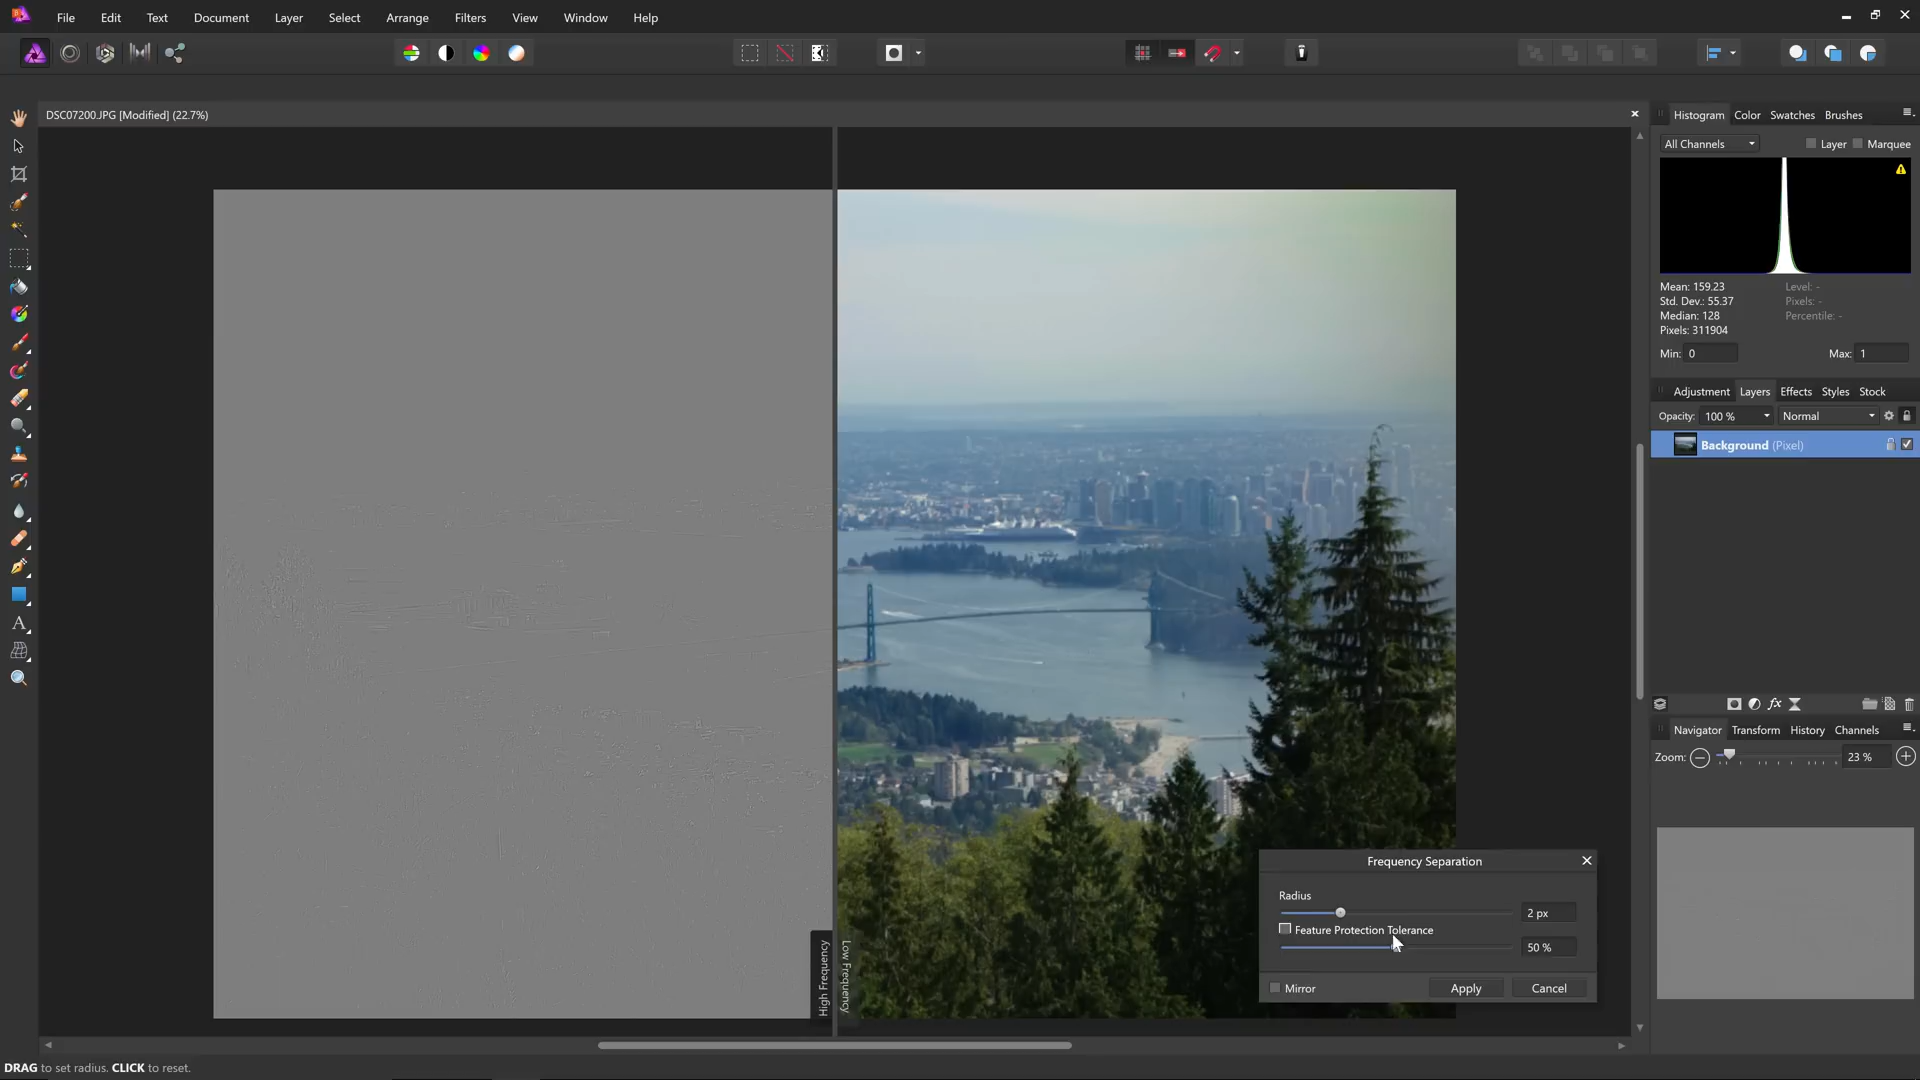 File Edit Text Document Layer Select Arrange Filters View Window Help
DSC07200.JPG [Modified] (22.7%)
Histogram Color Swatches Brushes
All Channels Layer Marquee
Mean: 159.23 Level: -
Std. Dev.: 55.37 Pixels: -
Median: 128 Percentile: -
Pixels: 311904
Min: 0 Max: 1
Adjustment Layers Effects Styles Stock
Opacity: 100 % Normal
Background (Pixel)
Navigator Transform History Channels
Zoom: 23 %
High Frequency
Low Frequency
Frequency Separation
Radius
2 px
Feature Protection Tolerance
50 %
Mirror Apply Cancel
DRAG to set radius. CLICK to reset.